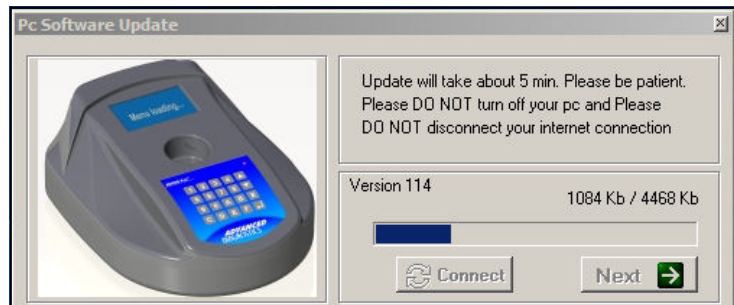 Pc Software Update
Menu loading...
ADVANCED
DIAGNOSTICS
Update will take about 5 min. Please be patient.
Please DO NOT turn off your pc and Please
DO NOT disconnect your internet connection
Version 114
1084 Kb / 4468 Kb
Connect
Next